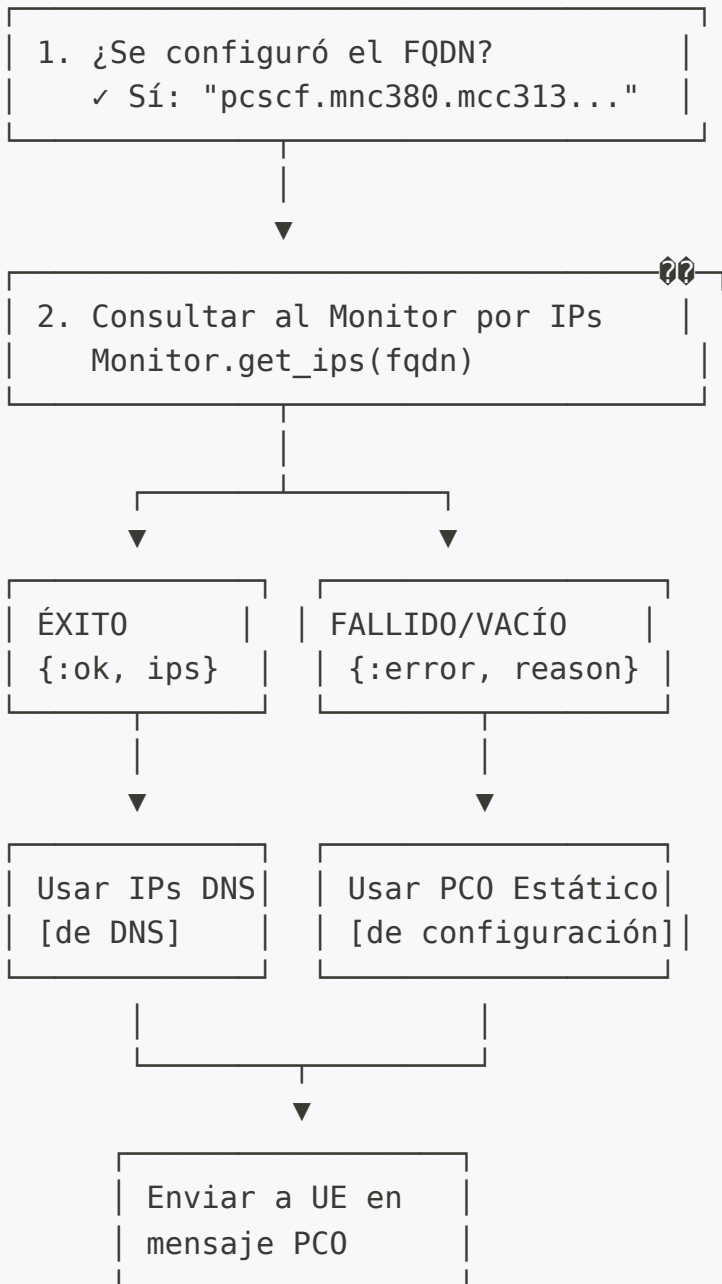 1. ¿Se configuró el FQDN?
✓ Sí: "pcscf.mnc380.mcc313..."
��
2. Consultar al Monitor por IPs
Monitor.get_ips(fqdn)
ÉXITO
FALLIDO/VACÍO
{:ok, ips}
{:error, reason}
Usar IPs DNS
Usar PCO Estático
[de DNS]
[de configuración]
Enviar a UE en
mensaje PCO